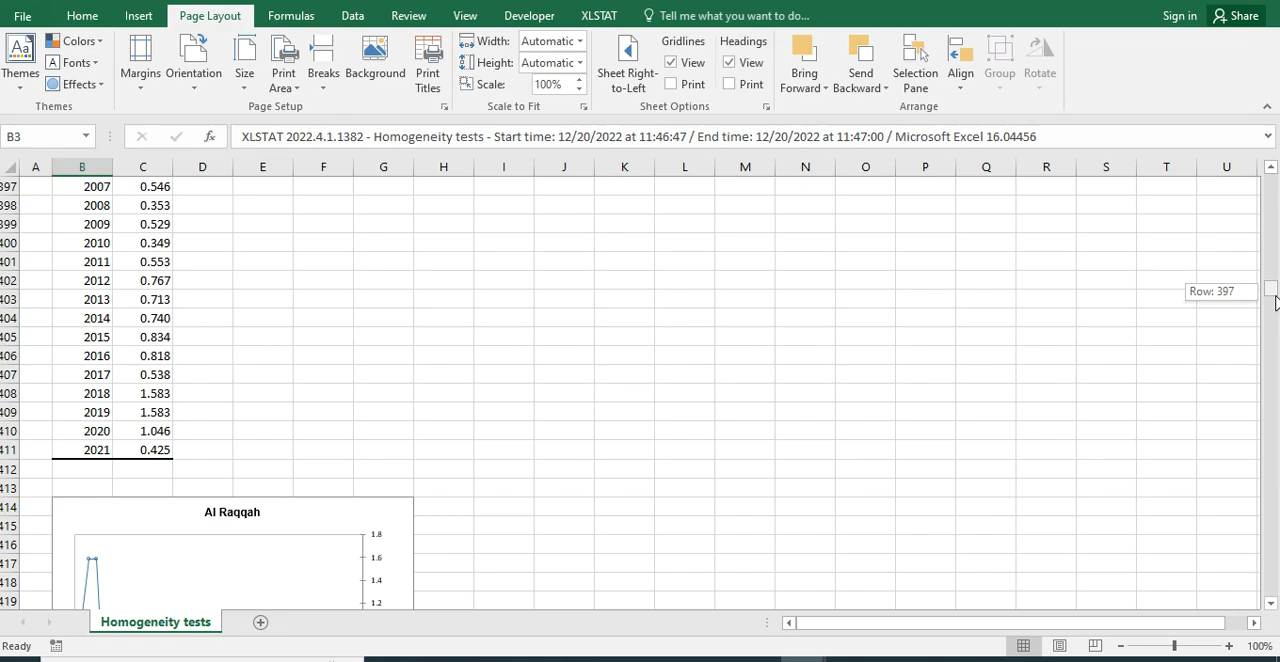 File Home Insert Page Layout Formulas Data Review View Developer XLSTAT Tell me what you want to do... Sign in Share
Colors Width: Automatic Gridlines Headings
Fonts Height: Automatic View View
Effects Scale: 100% Print Print
Themes Margins Orientation Size Print Area Breaks Background Print Titles Sheet Right-to-Left Bring Forward Send Backward Selection Pane Align Group Rotate
Themes Page Setup Scale to Fit Sheet Options Arrange
B3 fx XLSTAT 2022.4.1.1382 - Homogeneity tests - Start time: 12/20/2022 at 11:46:47 / End time: 12/20/2022 at 11:47:00 / Microsoft Excel 16.04456
A B C D E F G H I J K L M N O P Q R S T U
397 2007 0.546
398 2008 0.353
399 2009 0.529
400 2010 0.349
401 2011 0.553
402 2012 0.767
403 2013 0.713 Row: 397
404 2014 0.740
405 2015 0.834
406 2016 0.818
407 2017 0.538
408 2018 1.583
409 2019 1.583
410 2020 1.046
411 2021 0.425
412
413
414 Al Raqqah
415 1.8
416 1.6
417
418 1.4
419 1.2
Homogeneity tests
Ready 100%